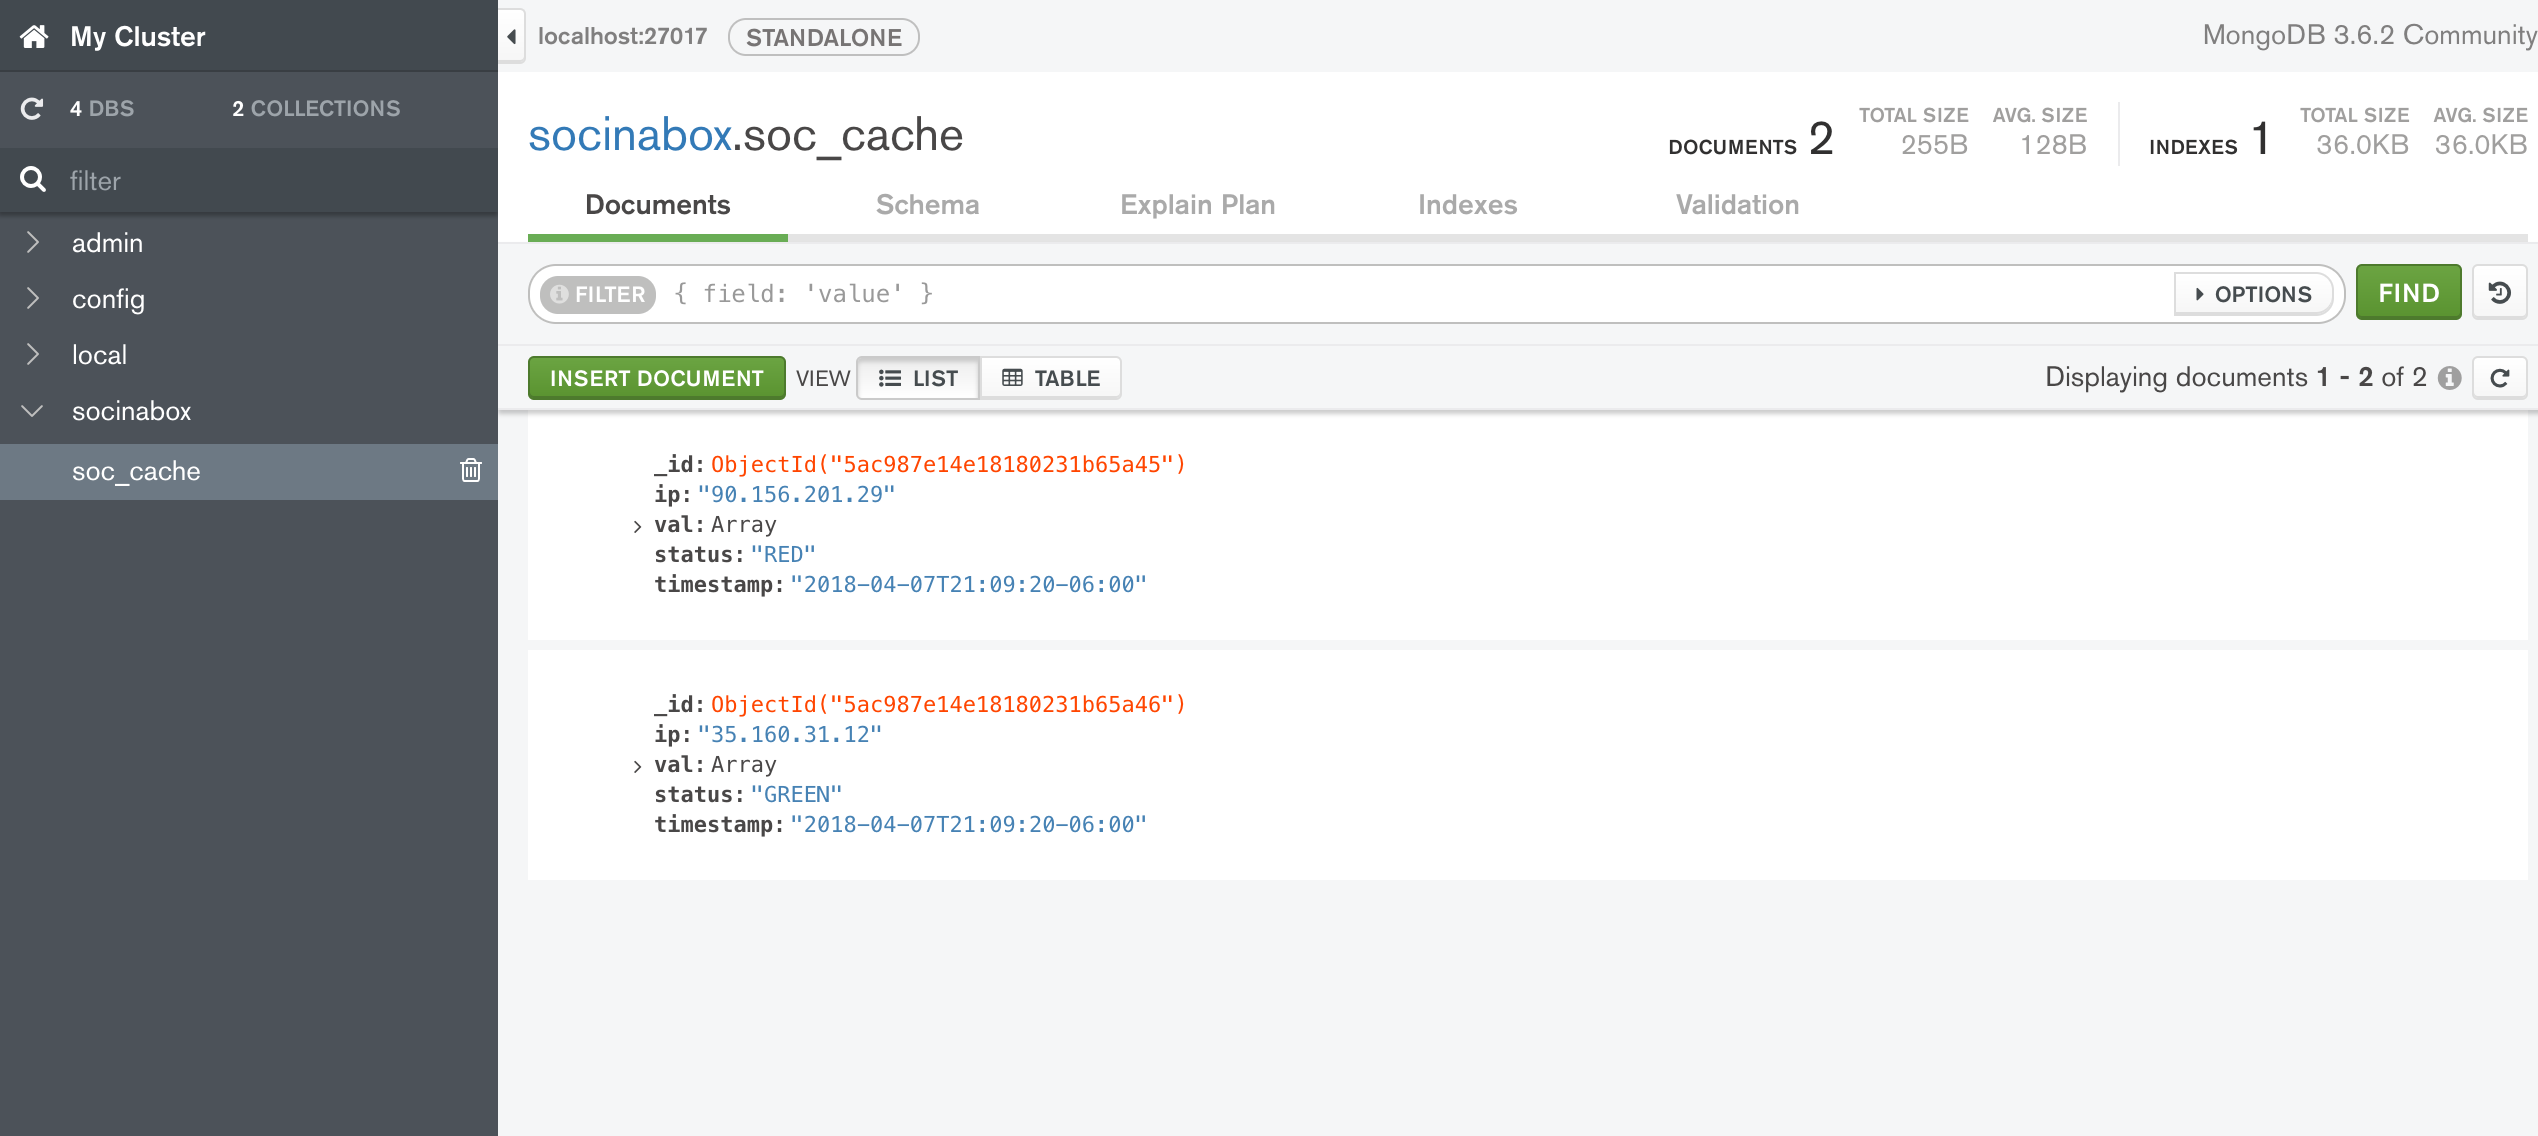 My Cluster
4 DBS 2 COLLECTIONS
filter
admin
config
local
socinabox
soc_cache
localhost:27017 STANDALONE MongoDB 3.6.2 Community
socinabox.soc_cache
DOCUMENTS 2 TOTAL SIZE 255B AVG. SIZE 128B INDEXES 1 TOTAL SIZE 36.0KB AVG. SIZE 36.0KB
Documents Schema Explain Plan Indexes Validation
FILTER { field: 'value' } OPTIONS FIND
INSERT DOCUMENT VIEW LIST TABLE Displaying documents 1 - 2 of 2
_id: ObjectId("5ac987e14e18180231b65a45")
ip: "90.156.201.29"
val: Array
status: "RED"
timestamp: "2018-04-07T21:09:20-06:00"
_id: ObjectId("5ac987e14e18180231b65a46")
ip: "35.160.31.12"
val: Array
status: "GREEN"
timestamp: "2018-04-07T21:09:20-06:00"